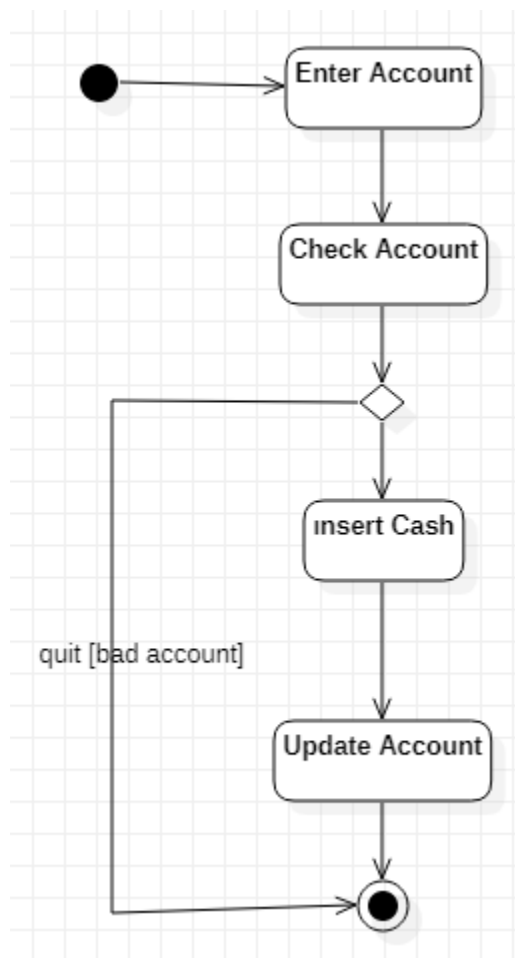 Enter Account
Check Account
ınsert Cash
quit [bad account]
Update Account